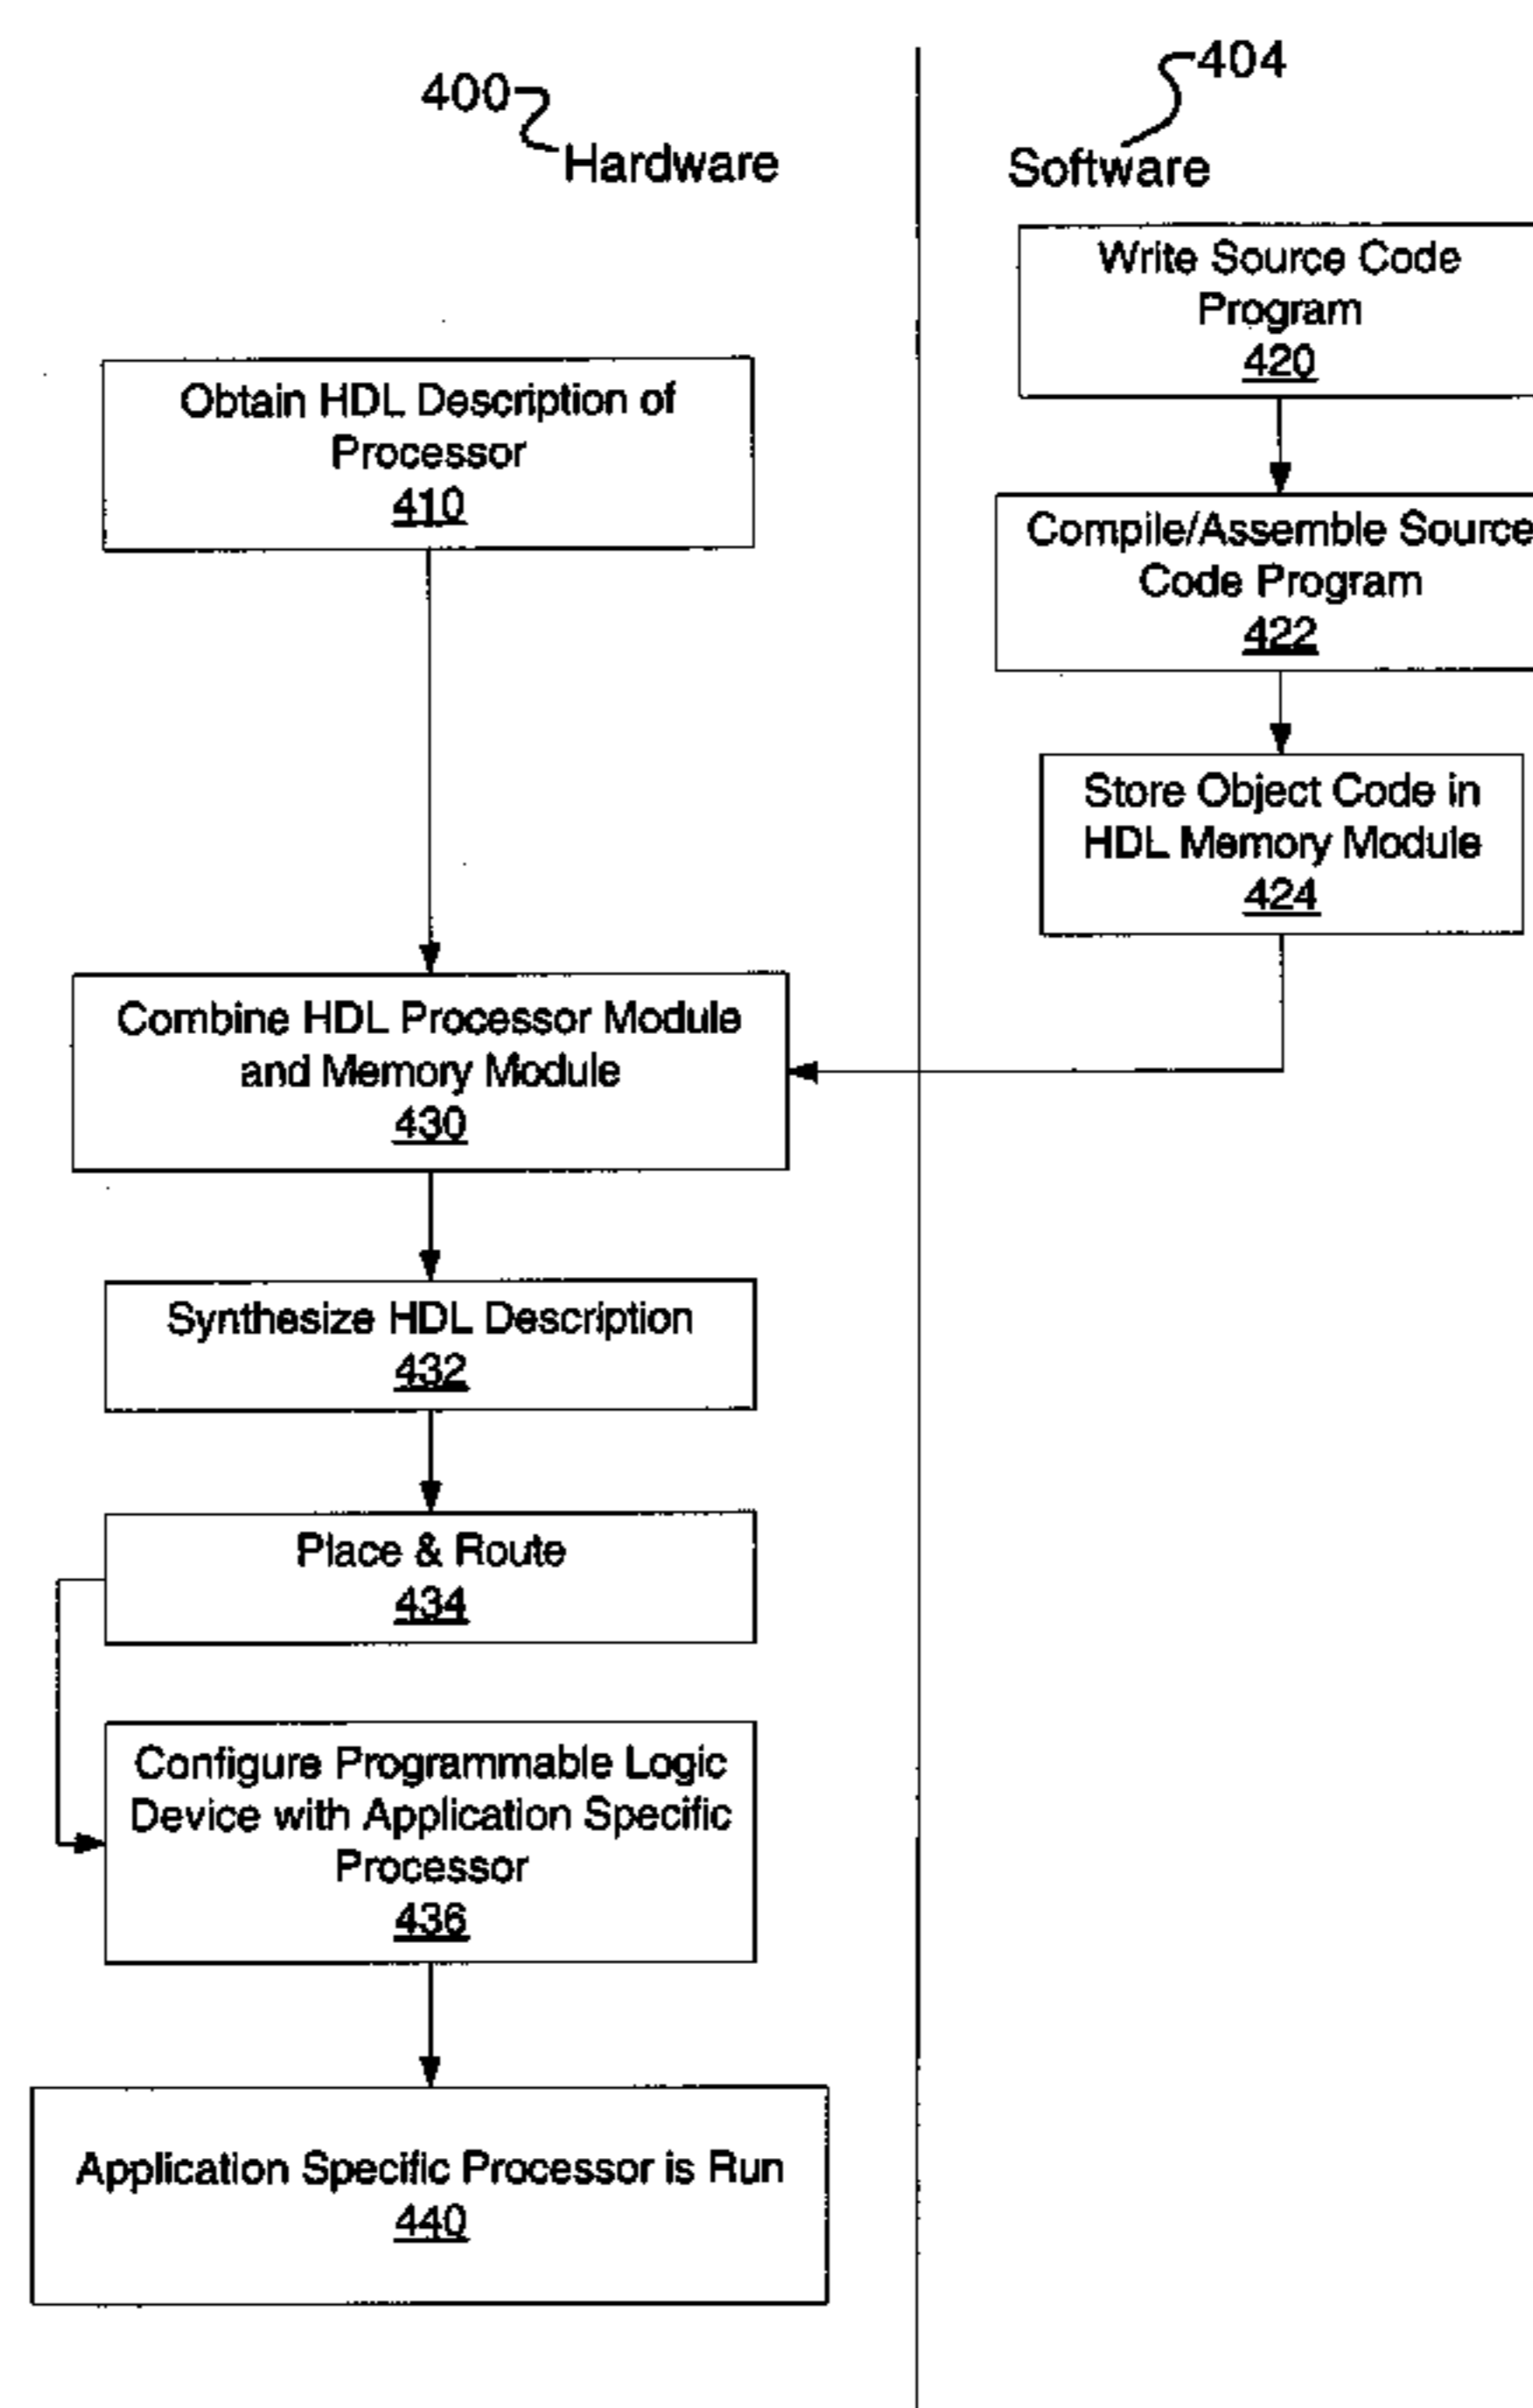 400
Hardware
Obtain HDL Description of
Processor
410
Combine HDL Processor Module
and Memory Module
430
Synthesize HDL Description
432
Place & Route
434
Configure Programmable Logic
Device with Application Specific
Processor
436
Application Specific Processor is Run
440
404
Software
Write Source Code
Program
420
Compile/Assemble Source
Code Program
422
Store Object Code in
HDL Memory Module
424